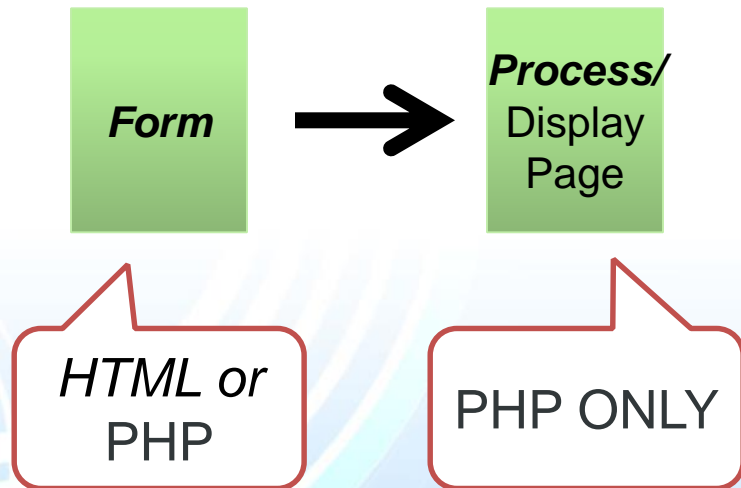 Form
Process/
Display
Page
HTML or
PHP
PHP ONLY